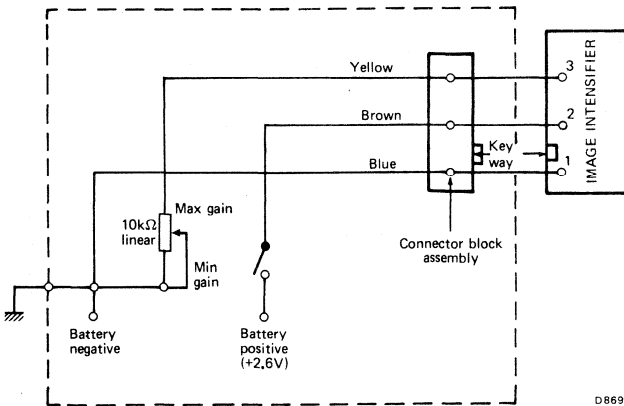 Yellow
3
Brown
2
Key
way
Blue
1
IMAGE INTENSIFIER
Max gain
10kΩ
linear
Min
gain
Connector block
assembly
Battery
negative
Battery
positive
(+2,6V)
D869